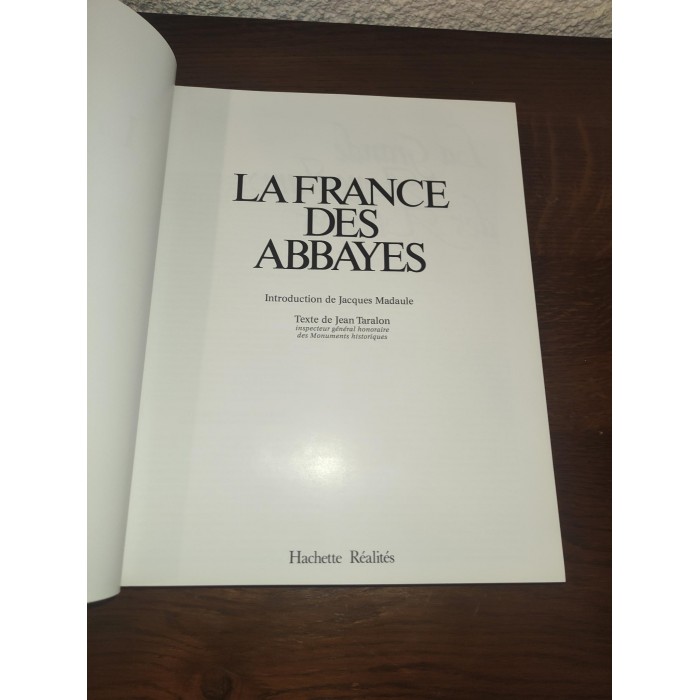 LA FRANCE
DES
ABBAYES
Introduction de Jacques Madaule
Texte de Jean Taralon
inspecteur général honoraire
des Monuments historiques
Hachette Réalités